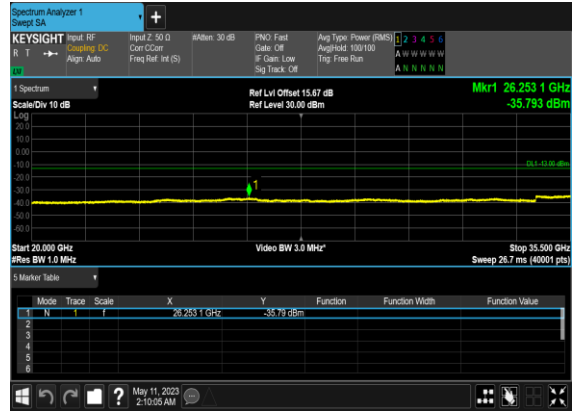 Spectrum Analyzer 1
Swept SA
+
KEYSIGHT
R T
Input: RF
Coupling: DC
Align: Auto
Input Z: 50 Ω
Corr CCorr
Freq Ref: Int (S)
#Atten: 30 dB
PNO: Fast
Gate: Off
IF Gain: Low
Sig Track: Off
Avg Type: Power (RMS)
Avg|Hold: 100/100
Trig: Free Run
1 2 3 4 5 6
A W W W W W
A N N N N N
1 Spectrum
Scale/Div 10 dB
Ref Lvl Offset 15.67 dB
Ref Level 30.00 dBm
Mkr1 26.253 1 GHz
-35.793 dBm
Log
20.0
10.0
0.00
-10.0
-20.0
-30.0
-40.0
-50.0
-60.0
DL1 -13.00 dBm
1
Start 20.000 GHz
#Res BW 1.0 MHz
Video BW 3.0 MHz*
Stop 35.500 GHz
Sweep 26.7 ms (40001 pts)
5 Marker Table
Mode Trace Scale X Y Function Function Width Function Value
1 N 1 f 26.253 1 GHz -35.79 dBm
2
3
4
5
6
?
May 11, 2023
2:10:05 AM